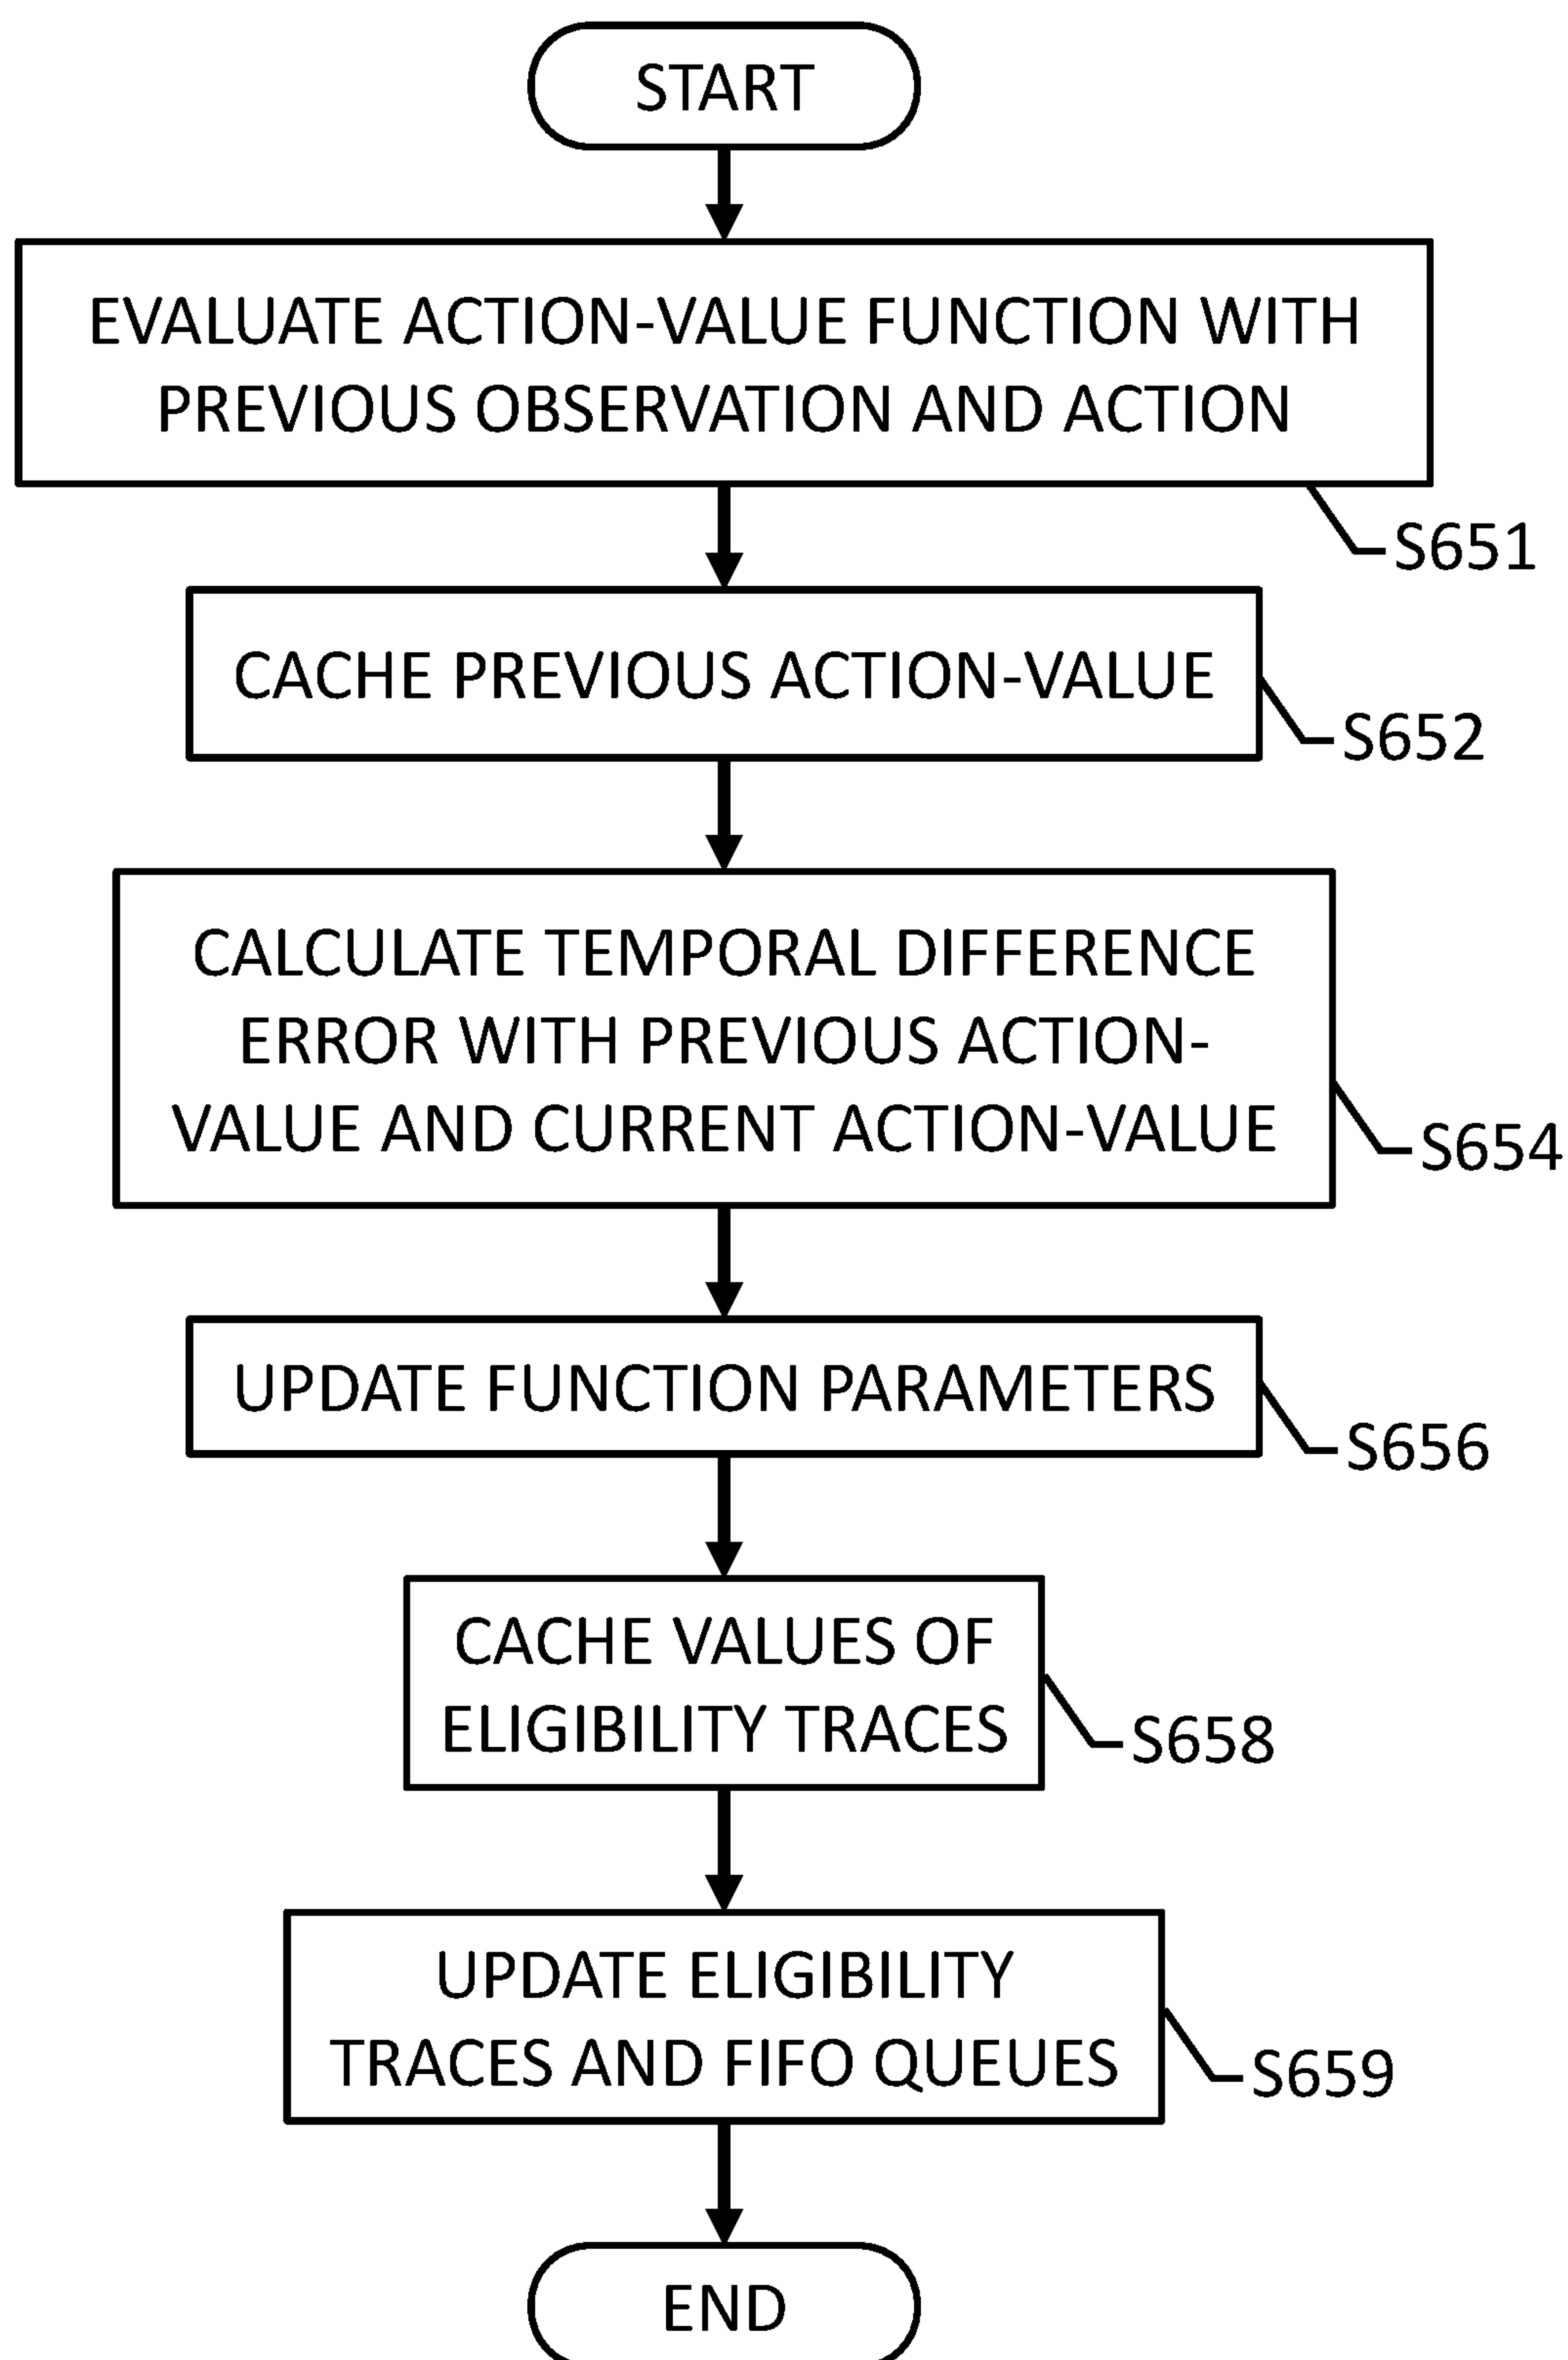 START
EVALUATE ACTION-VALUE FUNCTION WITH
PREVIOUS OBSERVATION AND ACTION
S651
CACHE PREVIOUS ACTION-VALUE
S652
CALCULATE TEMPORAL DIFFERENCE
ERROR WITH PREVIOUS ACTION-
VALUE AND CURRENT ACTION-VALUE
S654
UPDATE FUNCTION PARAMETERS
S656
CACHE VALUES OF
ELIGIBILITY TRACES
S658
UPDATE ELIGIBILITY
TRACES AND FIFO QUEUES
S659
END